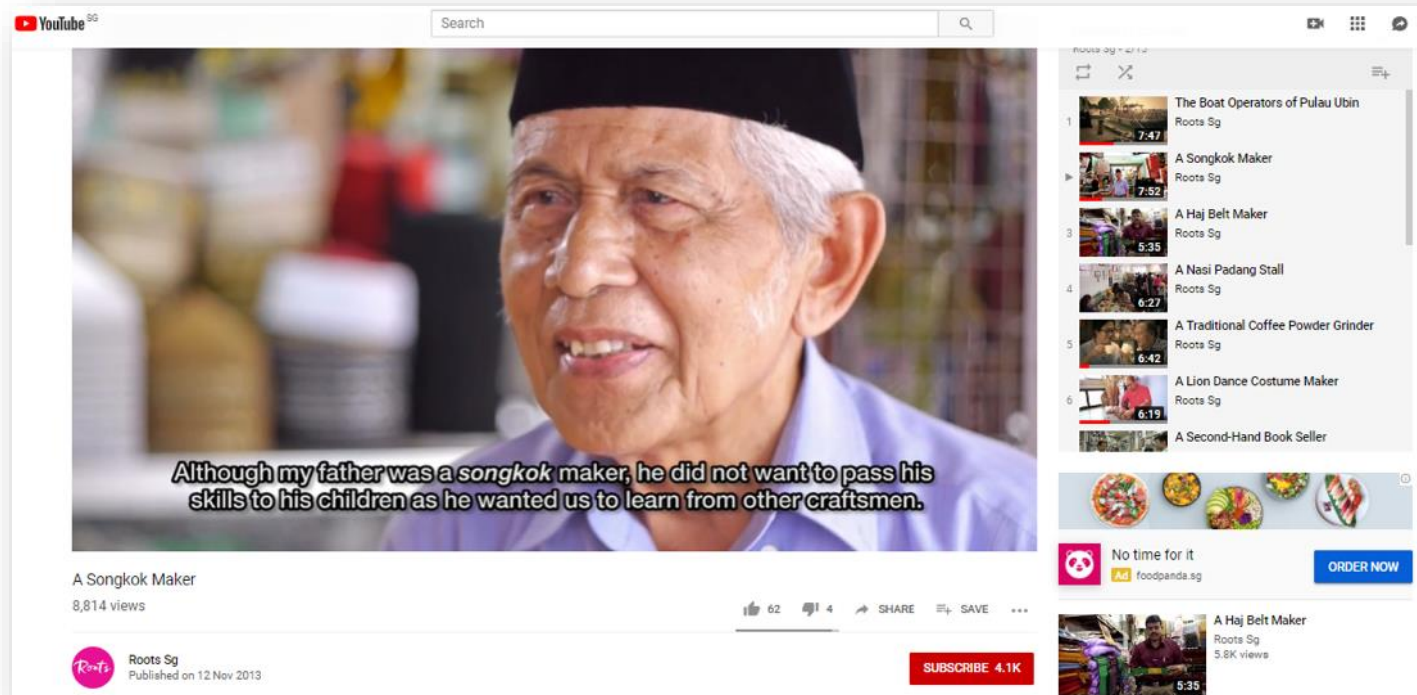 YouTube SG
Search
Although my father was a songkok maker, he did not want to pass his
skills to his children as he wanted us to learn from other craftsmen.
A Songkok Maker
8,814 views
62 4 SHARE SAVE
Roots
Roots Sg
Published on 12 Nov 2013
SUBSCRIBE 4.1K
Roots Sg - 2/15
1
The Boat Operators of Pulau Ubin
Roots Sg
7:47
A Songkok Maker
Roots Sg
7:52
3
A Haj Belt Maker
Roots Sg
5:35
4
A Nasi Padang Stall
Roots Sg
6:27
5
A Traditional Coffee Powder Grinder
Roots Sg
6:42
6
A Lion Dance Costume Maker
Roots Sg
6:19
A Second-Hand Book Seller
No time for it
Ad foodpanda.sg
ORDER NOW
A Haj Belt Maker
Roots Sg
5.8K views
5:35